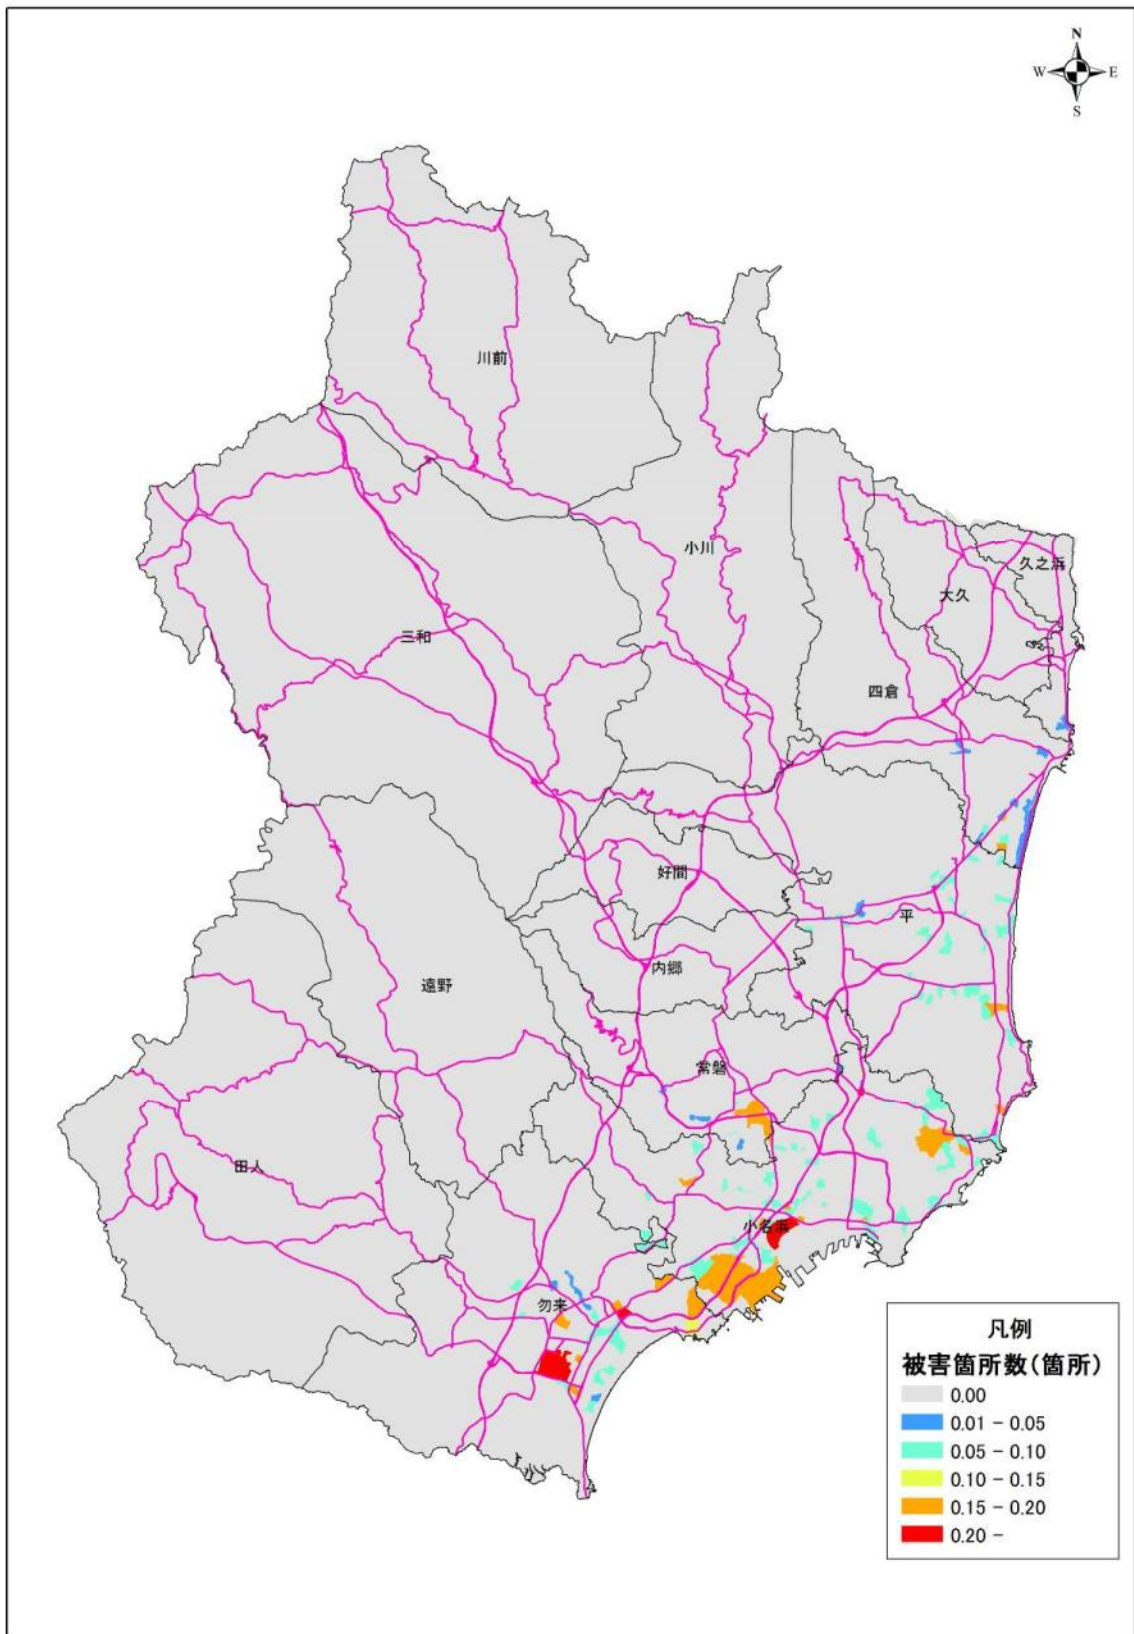 N
W E
S
川前
小川
久之浜
大久
三和
四倉
好間
平
内郷
遠野
常磐
田人
小名浜
勿来
凡例
被害箇所数(箇所)
0.00
0.01 - 0.05
0.05 - 0.10
0.10 - 0.15
0.15 - 0.20
0.20 -